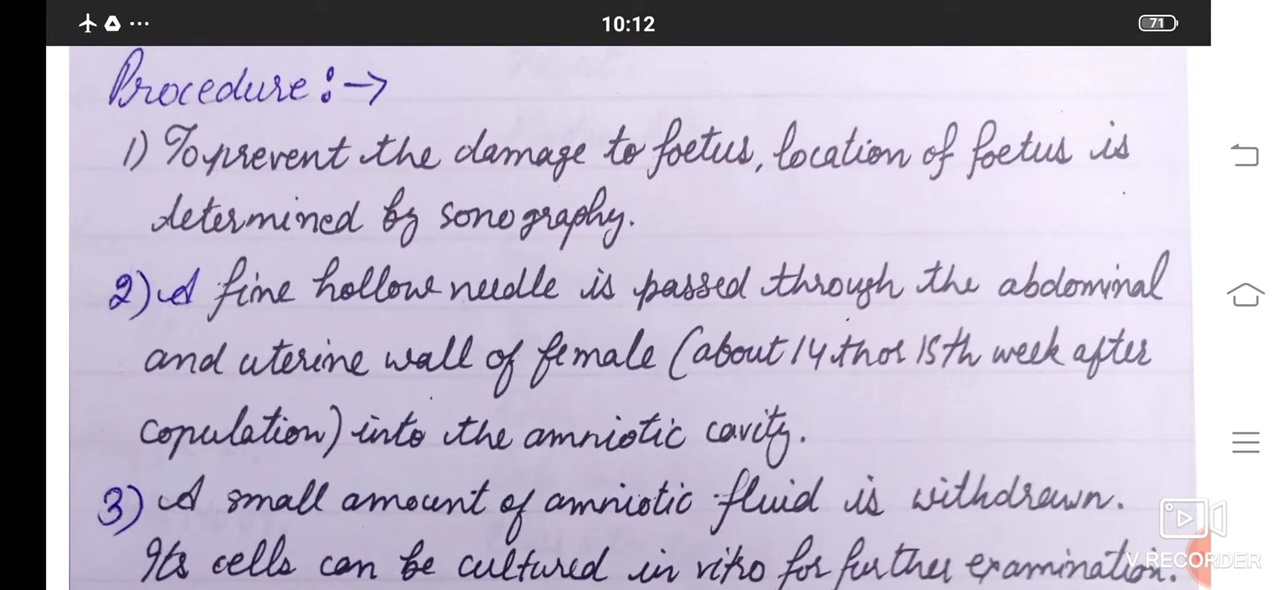 10:12
71
Procedure :→
1) To prevent the damage to foetus, location of foetus is
determined by sonography.
2) A fine hollow needle is passed through the abdominal
and uterine wall of female (about 14th or 15th week after
copulation) into the amniotic cavity.
3) A small amount of amniotic fluid is withdrawn.
Its cells can be cultured in vitro for further examination.
V RECORDER